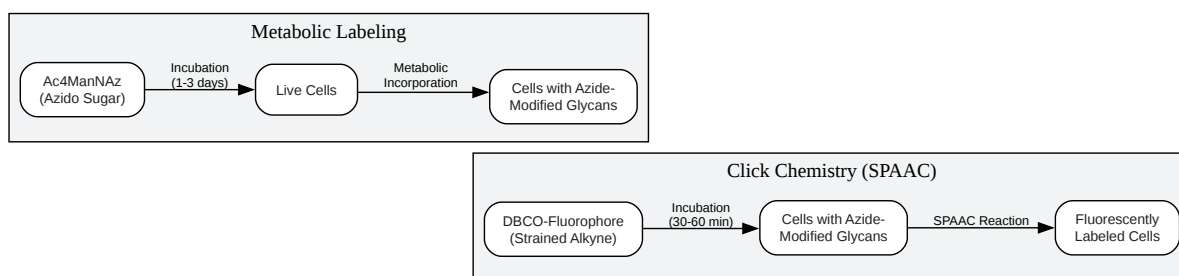 Metabolic Labeling
Ac4ManNAz
(Azido Sugar)
Incubation
(1-3 days)
Live Cells
Metabolic
Incorporation
Cells with Azide-
Modified Glycans
Click Chemistry (SPAAC)
DBCO-Fluorophore
(Strained Alkyne)
Incubation
(30-60 min)
Cells with Azide-
Modified Glycans
SPAAC Reaction
Fluorescently
Labeled Cells